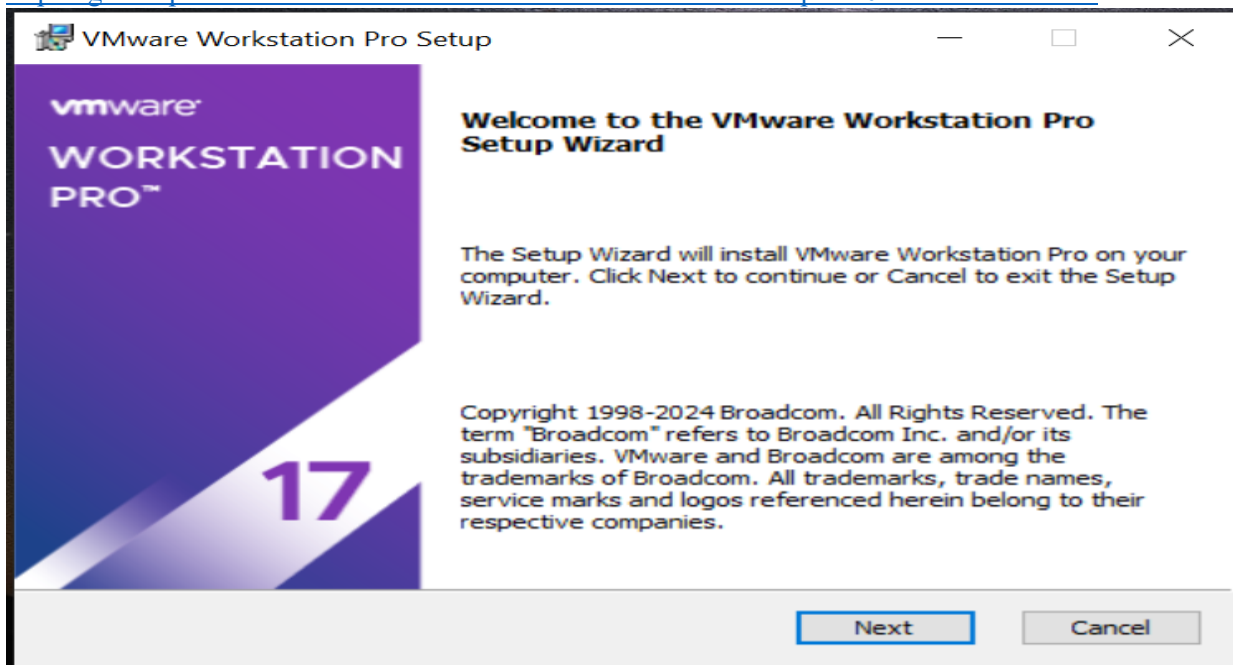 VMware Workstation Pro Setup
vmware
WORKSTATION
PRO™
17
Welcome to the VMware Workstation Pro
Setup Wizard
The Setup Wizard will install VMware Workstation Pro on your
computer. Click Next to continue or Cancel to exit the Setup
Wizard.
Copyright 1998-2024 Broadcom. All Rights Reserved. The
term "Broadcom" refers to Broadcom Inc. and/or its
subsidiaries. VMware and Broadcom are among the
trademarks of Broadcom. All trademarks, trade names,
service marks and logos referenced herein belong to their
respective companies.
Next
Cancel